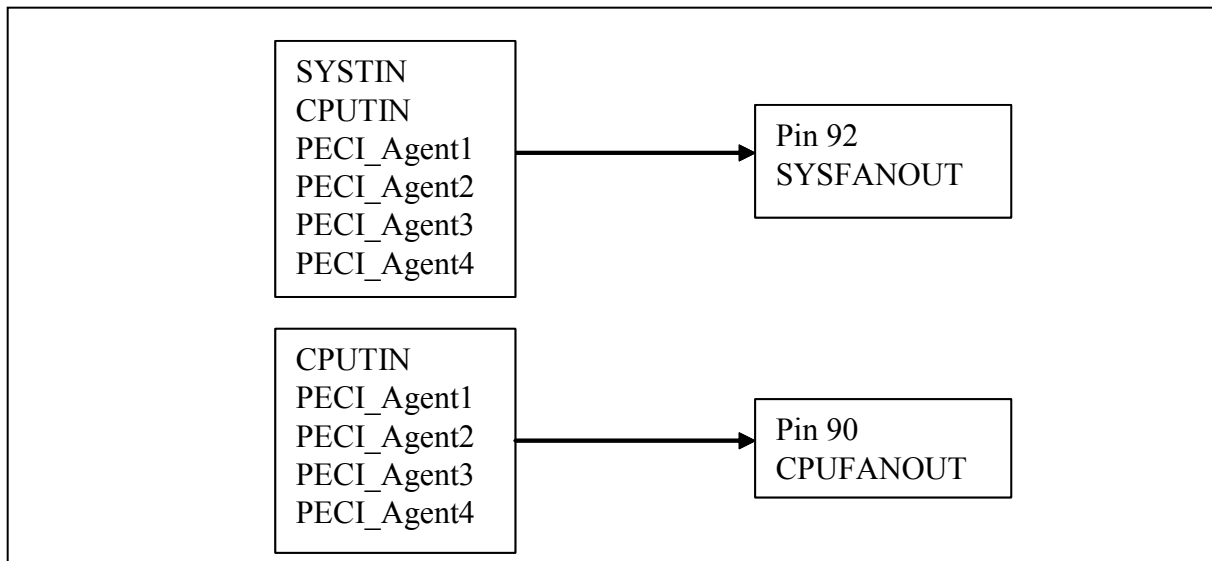 SYSTIN
CPUTIN
PECI_Agent1
PECI_Agent2
PECI_Agent3
PECI_Agent4
Pin 92
SYSFANOUT
CPUTIN
PECI_Agent1
PECI_Agent2
PECI_Agent3
PECI_Agent4
Pin 90
CPUFANOUT